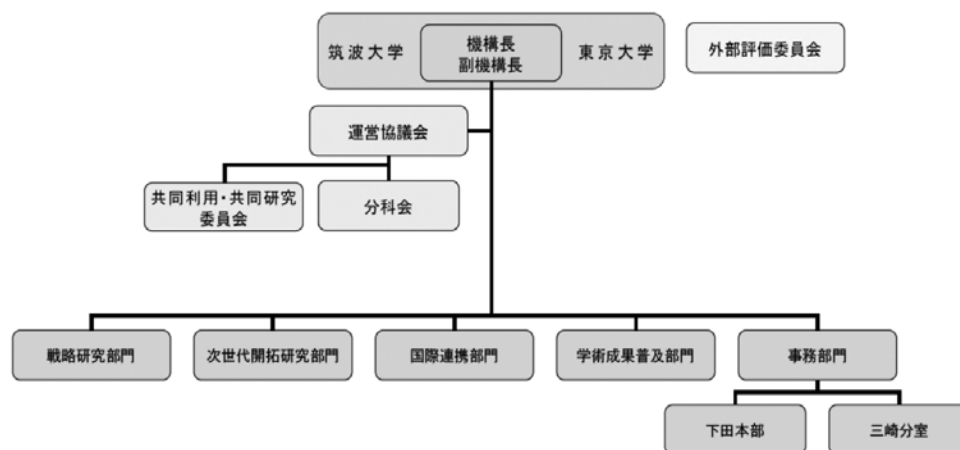 筑波大学
機構長
副機構長
東京大学
外部評価委員会
運営協議会
共同利用・共同研究
委員会
分科会
戦略研究部門
次世代開拓研究部門
国際連携部門
学術成果普及部門
事務部門
下田本部
三崎分室